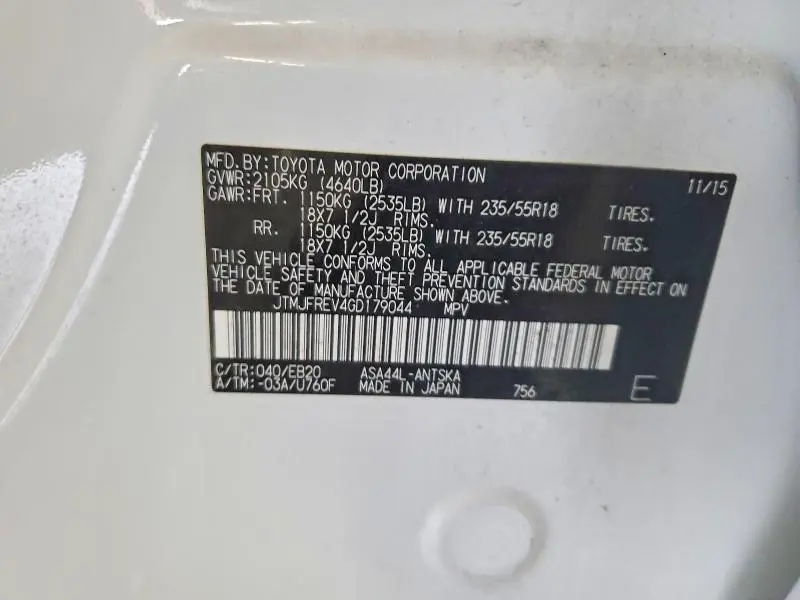 MFD.BY:TOYOTA MOTOR CORPORATION 11/15
GVWR:2105KG (4640LB)
GAWR:FRT. 1150KG (2535LB) WITH 235/55R18 TIRES.
18X7 1/2J RIMS.
RR. 1150KG (2535LB) WITH 235/55R18 TIRES.
18X7 1/2J RIMS.
THIS VEHICLE CONFORMS TO ALL APPLICABLE FEDERAL MOTOR
VEHICLE SAFETY AND THEFT PREVENTION STANDARDS IN EFFECT ON
THE DATE OF MANUFACTURE SHOWN ABOVE.
JTMJFREV4GD179044 MPV
C/TR:040/EB20 ASA44L-ANTSKA
A/TM:-03A/U760F MADE IN JAPAN 756 E